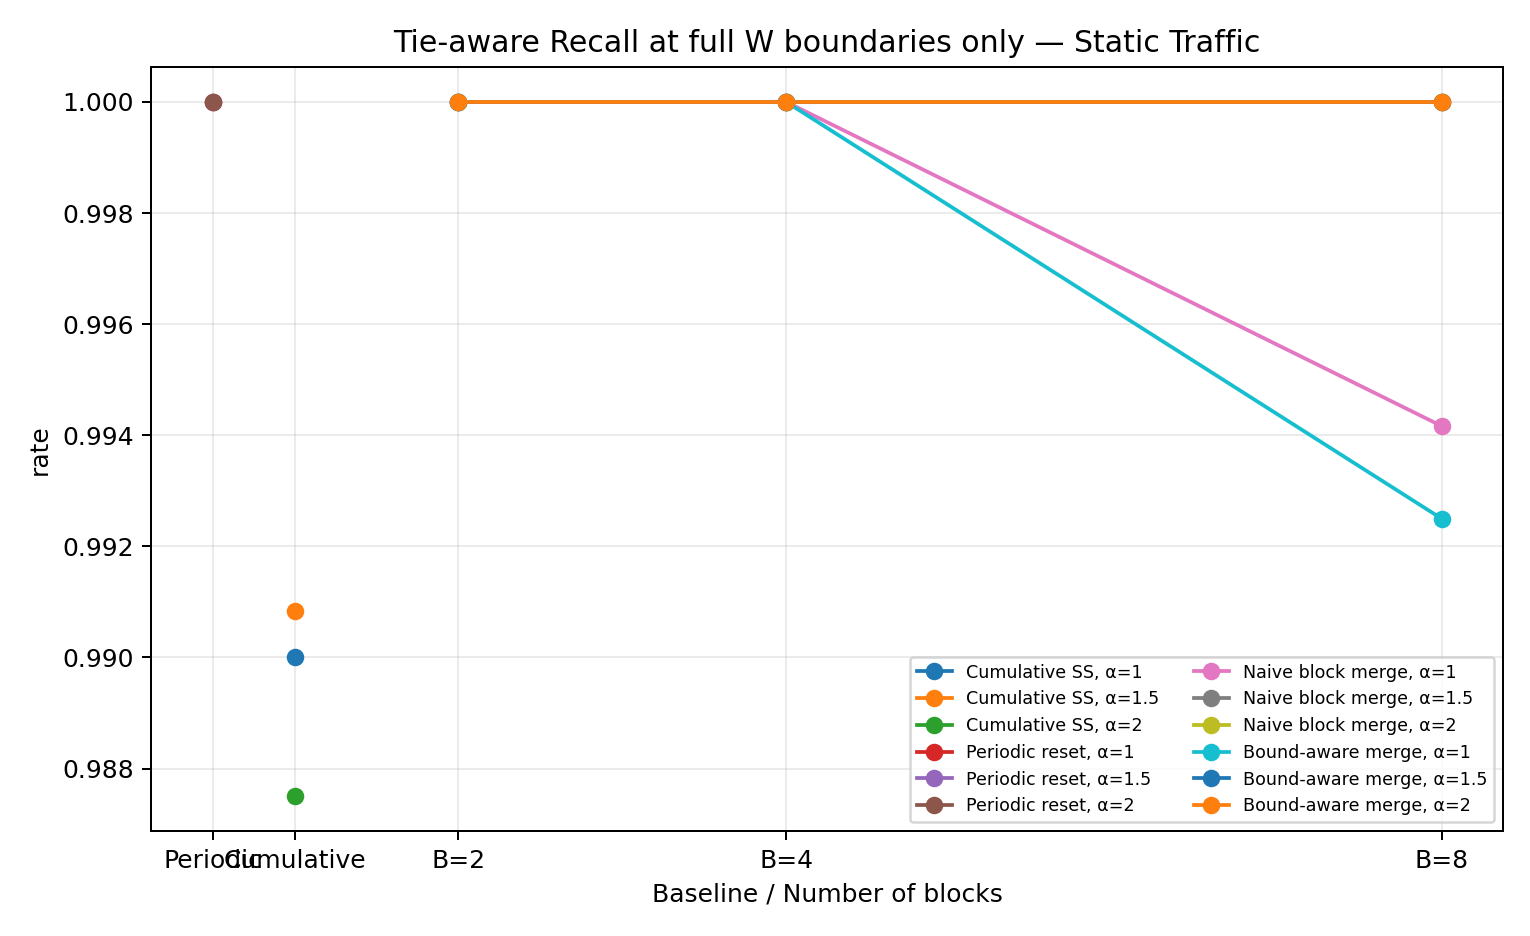 Tie-aware Recall at full W boundaries only — Static Traffic
rate
1.000
0.998
0.996
0.994
0.992
0.990
0.988
Periodic
Cumulative
B=2
B=4
B=8
Baseline / Number of blocks
Cumulative SS, α=1
Cumulative SS, α=1.5
Cumulative SS, α=2
Periodic reset, α=1
Periodic reset, α=1.5
Periodic reset, α=2
Naive block merge, α=1
Naive block merge, α=1.5
Naive block merge, α=2
Bound-aware merge, α=1
Bound-aware merge, α=1.5
Bound-aware merge, α=2